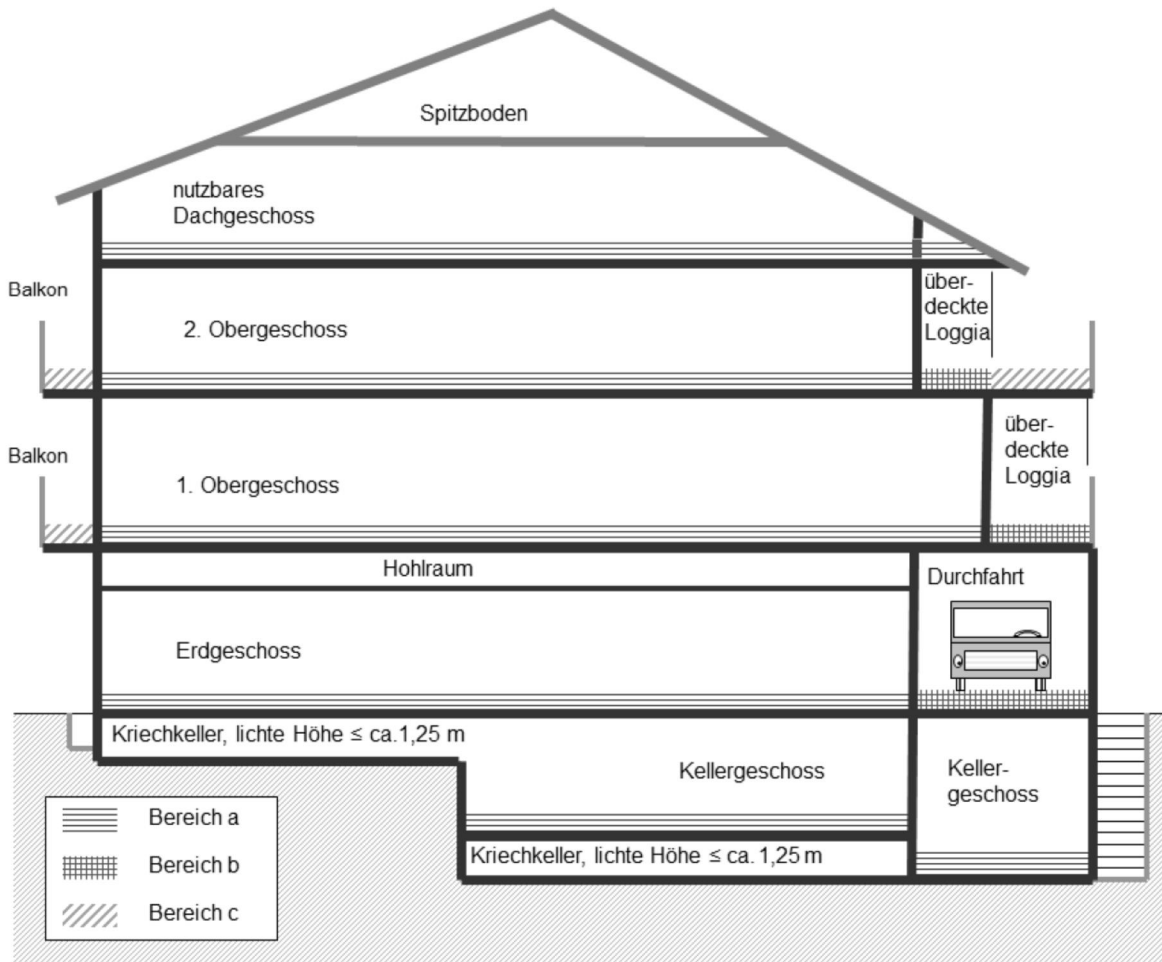 Spitzboden
nutzbares
Dachgeschoss
Balkon
2. Obergeschoss
über-
deckte
Loggia
Balkon
1. Obergeschoss
über-
deckte
Loggia
Hohlraum
Durchfahrt
Erdgeschoss
Kriechkeller, lichte Höhe ≤ ca.1,25 m
Kellergeschoss
Keller-
geschoss
Kriechkeller, lichte Höhe ≤ ca. 1,25 m
Bereich a
Bereich b
Bereich c